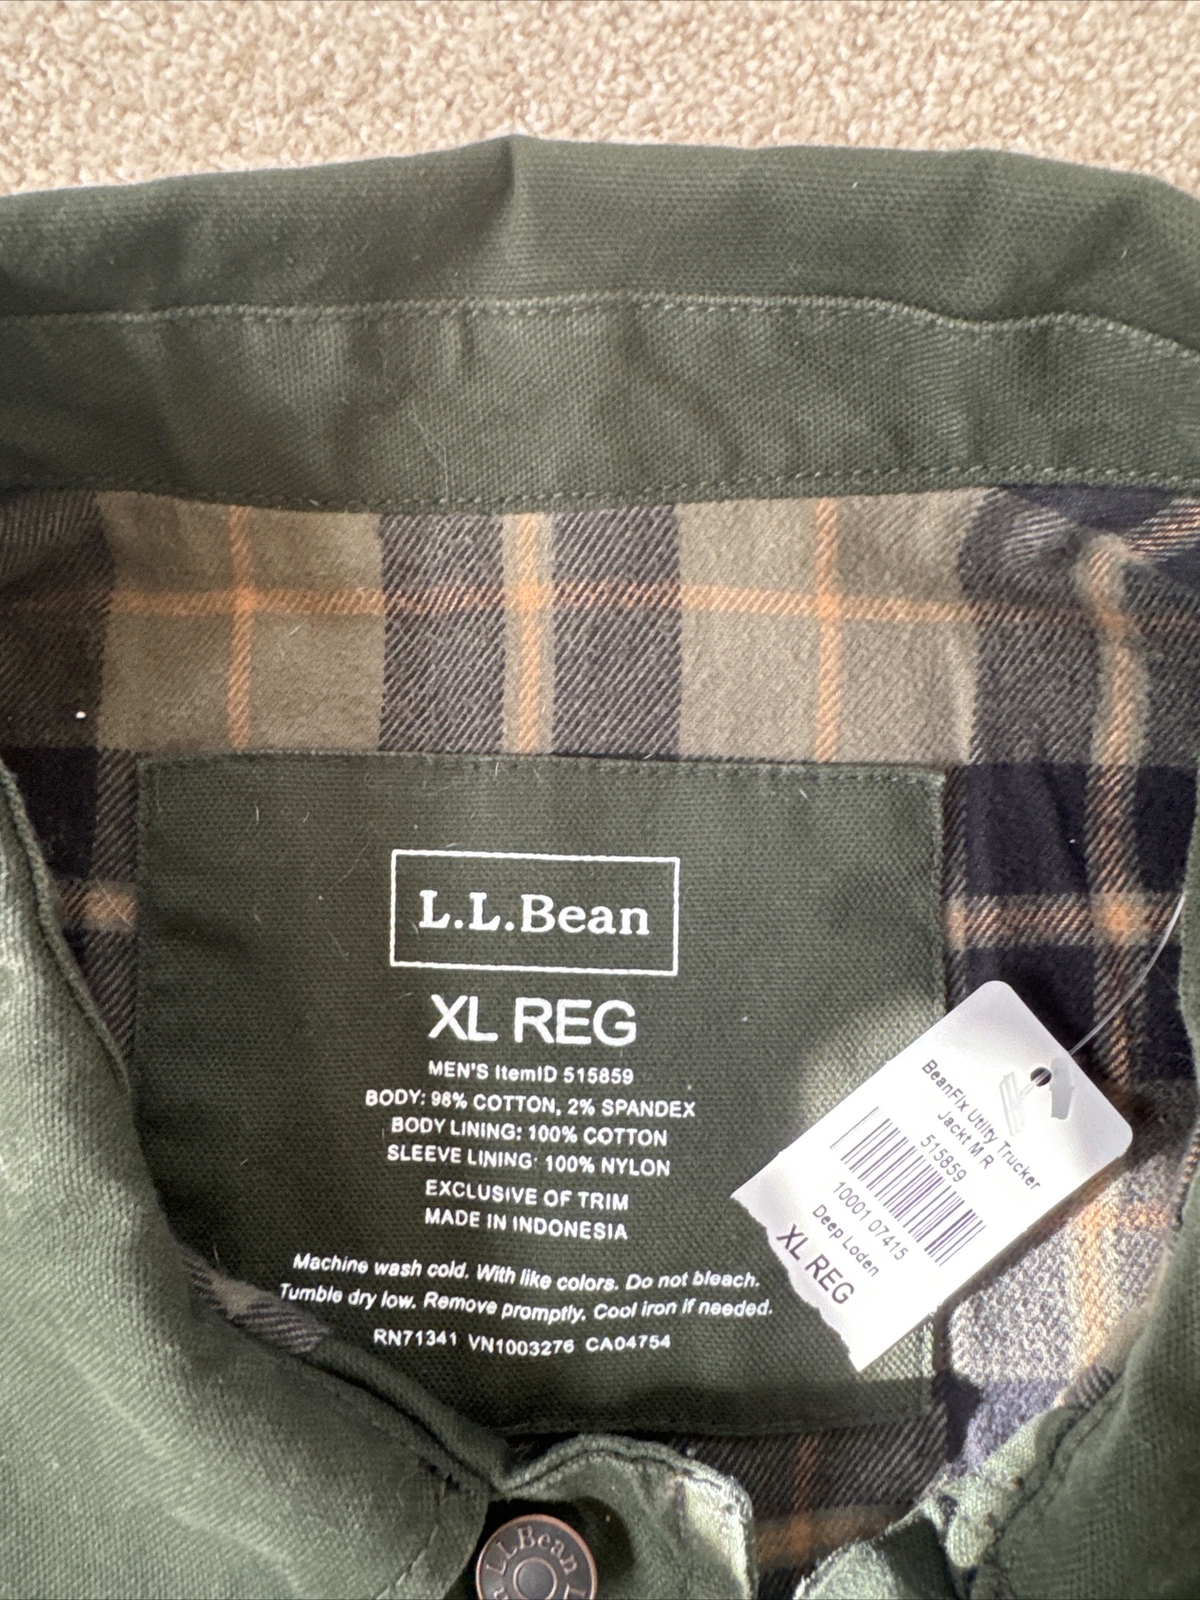 L.L.Bean
XL REG
MEN'S ItemID 515859
BODY: 98% COTTON, 2% SPANDEX
BODY LINING: 100% COTTON
SLEEVE LINING: 100% NYLON
EXCLUSIVE OF TRIM
MADE IN INDONESIA
Machine wash cold. With like colors. Do not bleach.
Tumble dry low. Remove promptly. Cool iron if needed.
RN71341 VN1003276 CA04754
BeanFlx Utility Trucker
Jackt M R
515859
10001 07415
Deep Loden
XL REG
L.L.Bean